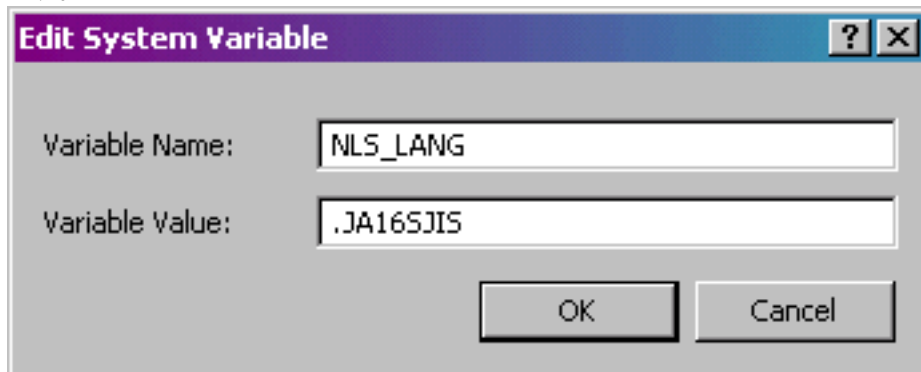 Edit System Variable
Variable Name: NLS_LANG
Variable Value: .JA16SJIS
OK Cancel